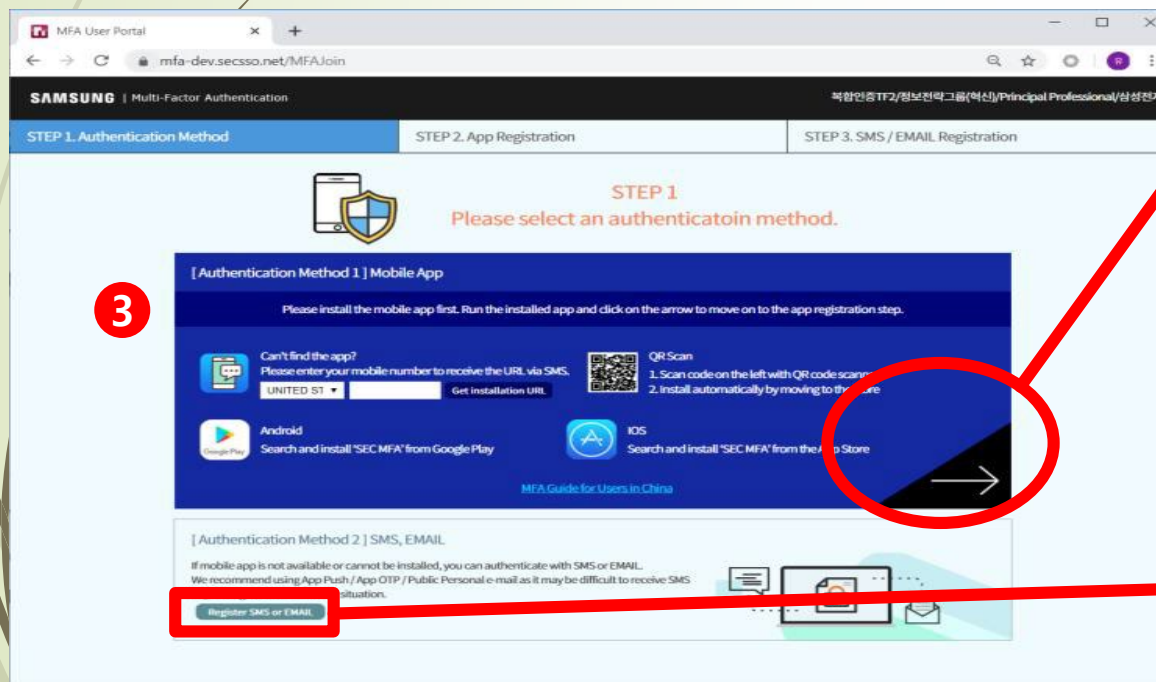 MFA User Portal
mfa-dev.secsso.net/MFAJoin
SAMSUNG | Multi-Factor Authentication
복합인증TF2/정보전략그룹(혁신)/Principal Professional/삼성전자
STEP 1. Authentication Method
STEP 2. App Registration
STEP 3. SMS / EMAIL Registration
STEP 1
Please select an authenticatoin method.
3
[ Authentication Method 1 ] Mobile App
Please install the mobile app first. Run the installed app and click on the arrow to move on to the app registration step.
Can't find the app?
Please enter your mobile number to receive the URL via SMS.
UNITED ST
Get installation URL
QR Scan
1. Scan code on the left with QR code
2. Install automatically by moving to the
Google Play
Android
Search and install "SEC MFA" from Google Play
IOS
Search and install "SEC MFA" from the App Store
MFA Guide for Users in China
[ Authentication Method 2 ] SMS, EMAIL
If mobile app is not available or cannot be installed, you can authenticate with SMS or EMAIL.
We recommend using App Push / App OTP / Public Personal e-mail as it may be difficult to receive SMS
situation.
Register SMS or EMAIL